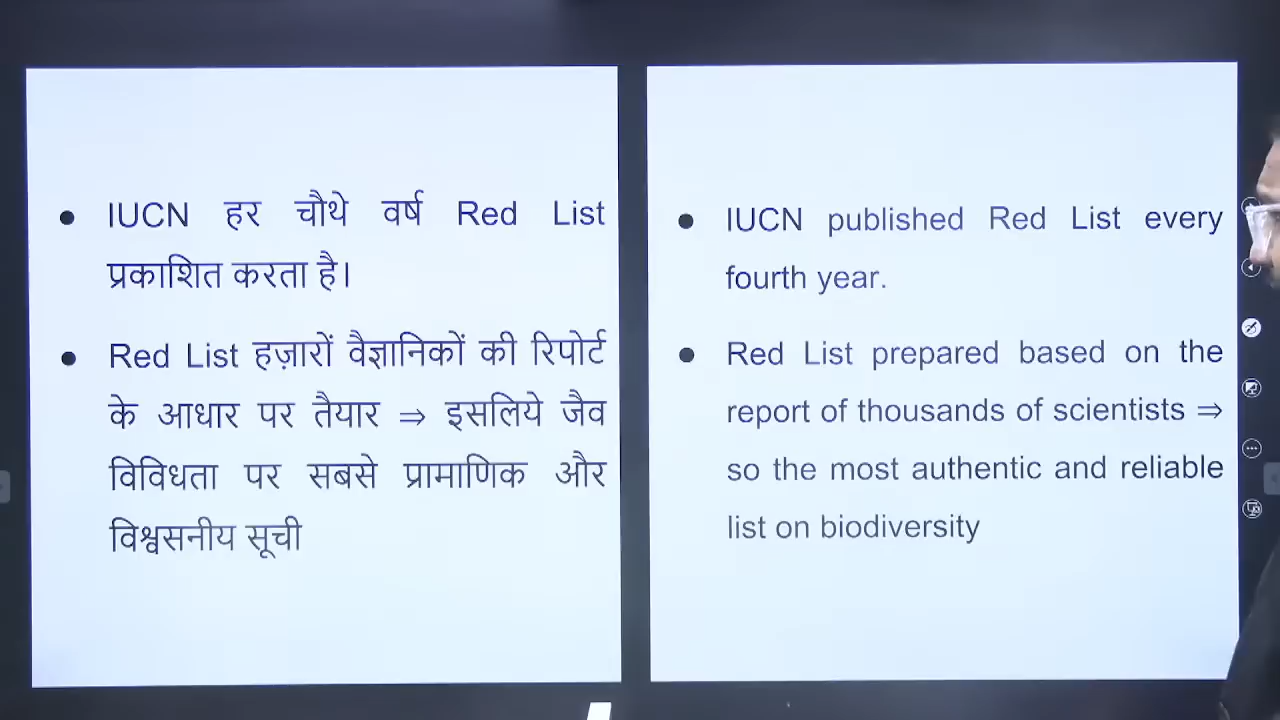 IUCN हर चौथे वर्ष Red List
प्रकाशित करता है।
Red List हज़ारों वैज्ञानिकों की रिपोर्ट
के आधार पर तैयार ⇒ इसलिये जैव
विविधता पर सबसे प्रामाणिक और
विश्वसनीय सूची
IUCN published Red List every
fourth year.
Red List prepared based on the
report of thousands of scientists ⇒
so the most authentic and reliable
list on biodiversity